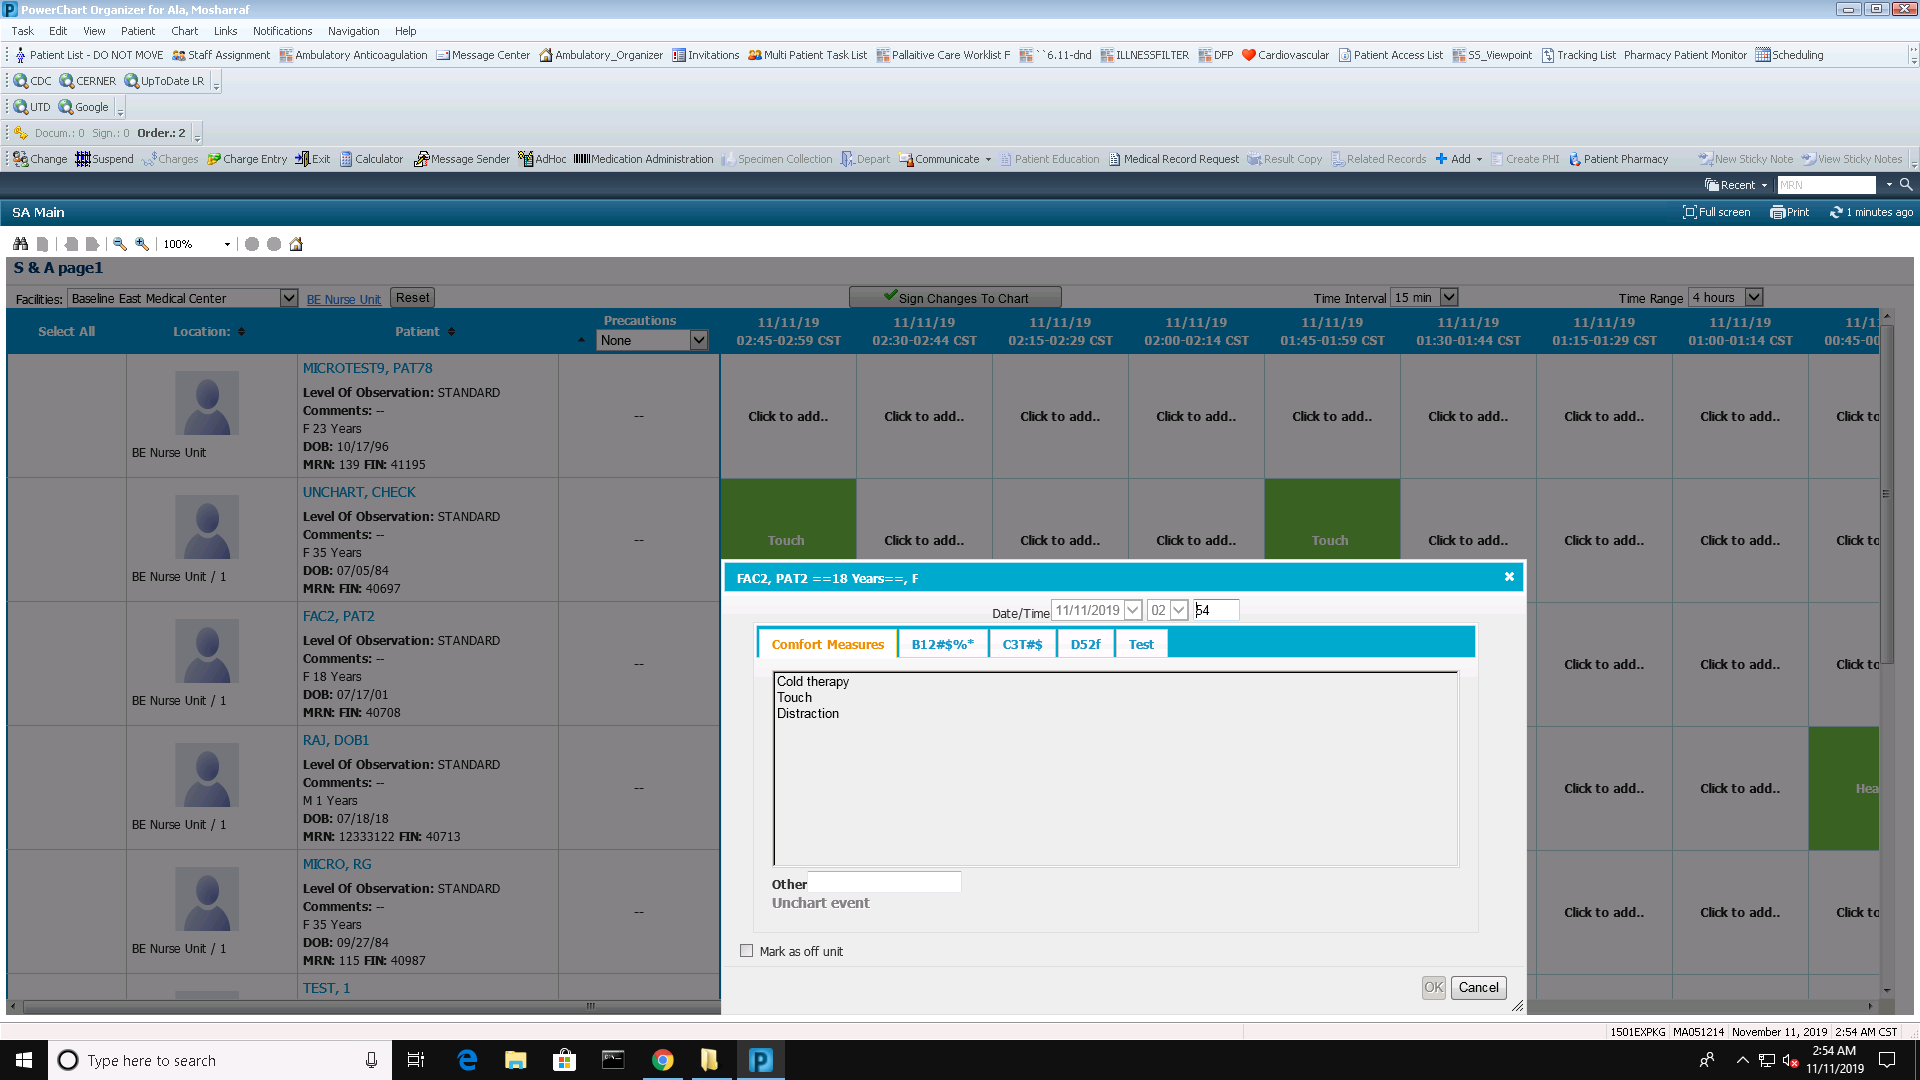 PowerChart Organizer for Ala, Mosharraf
Task Edit View Patient Chart Links Notifications Navigation Help
Patient List - DO NOT MOVE Staff Assignment Ambulatory Anticoagulation Message Center Ambulatory_Organizer Invitations Multi Patient Task List Pallaitive Care Worklist F ``6.11-dnd ILLNESSFILTER DFP Cardiovascular Patient Access List SS_Viewpoint Tracking List Pharmacy Patient Monitor Scheduling
CDC CERNER UpToDate LR
UTD Google
Docum.: 0 Sign.: 0 Order.: 2
Change Suspend Charges Charge Entry Exit Calculator Message Sender AdHoc Medication Administration Specimen Collection Depart Communicate Patient Education Medical Record Request Result Copy Related Records Add Create PHI Patient Pharmacy New Sticky Note View Sticky Notes
Recent MRN
SA Main Full screen Print 1 minutes ago
100%
S & A page1
Facilities: Baseline East Medical Center BE Nurse Unit Reset Sign Changes To Chart Time Interval 15 min Time Range 4 hours
Select All Location: Patient Precautions None
11/11/19 11/11/19 11/11/19 11/11/19 11/11/19 11/11/19 11/11/19 11/11/19 11/1
02:45-02:59 CST 02:30-02:44 CST 02:15-02:29 CST 02:00-02:14 CST 01:45-01:59 CST 01:30-01:44 CST 01:15-01:29 CST 01:00-01:14 CST 00:45-00
MICROTEST9, PAT78
Level Of Observation: STANDARD
Comments: --
F 23 Years
DOB: 10/17/96
MRN: 139 FIN: 41195
BE Nurse Unit
--
Click to add.. Click to add.. Click to add.. Click to add.. Click to add.. Click to add.. Click to add.. Click to add.. Click to
UNCHART, CHECK
Level Of Observation: STANDARD
Comments: --
F 35 Years
DOB: 07/05/84
MRN: FIN: 40697
BE Nurse Unit / 1
--
Touch Click to add.. Click to add.. Click to add.. Touch Click to add.. Click to add.. Click to add.. Click to
FAC2, PAT2
Level Of Observation: STANDARD
Comments: --
F 18 Years
DOB: 07/17/01
MRN: FIN: 40708
BE Nurse Unit / 1
--
Click to add.. Click to add.. Click to
RAJ, DOB1
Level Of Observation: STANDARD
Comments: --
M 1 Years
DOB: 07/18/18
MRN: 12333122 FIN: 40713
BE Nurse Unit / 1
--
Click to add.. Click to add.. Hea
MICRO, RG
Level Of Observation: STANDARD
Comments: --
F 35 Years
DOB: 09/27/84
MRN: 115 FIN: 40987
BE Nurse Unit / 1
--
Click to add.. Click to add.. Click to
TEST, 1
FAC2, PAT2 ==18 Years==, F
Date/Time 11/11/2019 02 54
Comfort Measures B12#$%* C3T#$ D52f Test
Cold therapy
Touch
Distraction
Other
Unchart event
Mark as off unit
OK Cancel
1501EXPKG MA051214 November 11, 2019 2:54 AM CST
Type here to search
2:54 AM
11/11/2019